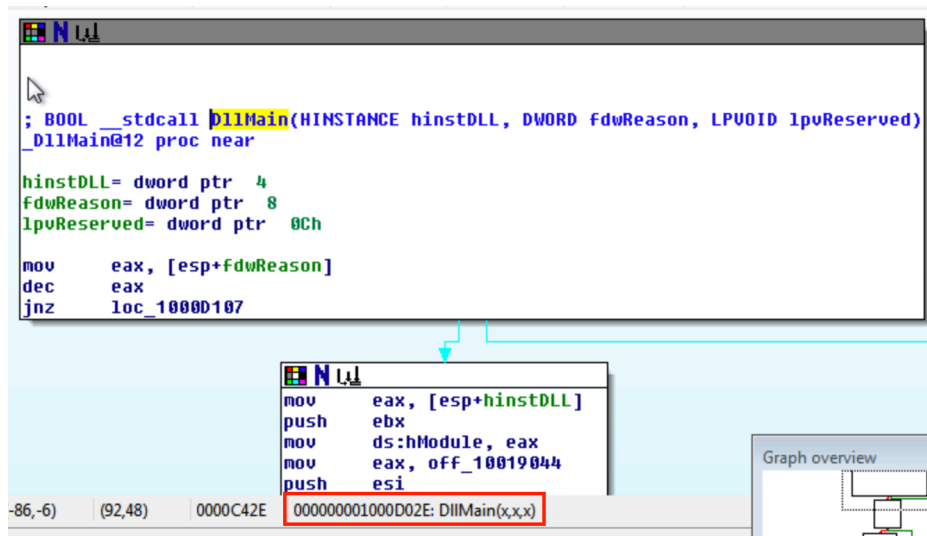 ; BOOL __stdcall DllMain(HINSTANCE hinstDLL, DWORD fdwReason, LPVOID lpvReserved)
_DllMain@12 proc near
hinstDLL= dword ptr 4
fdwReason= dword ptr 8
lpvReserved= dword ptr 0Ch
mov eax, [esp+fdwReason]
dec eax
jnz loc_1000D107
mov eax, [esp+hinstDLL]
push ebx
mov ds:hModule, eax
mov eax, off_10019044
push esi
Graph overview
-86,-6) (92,48) 0000C42E 000000001000D02E: DllMain(x,x,x)